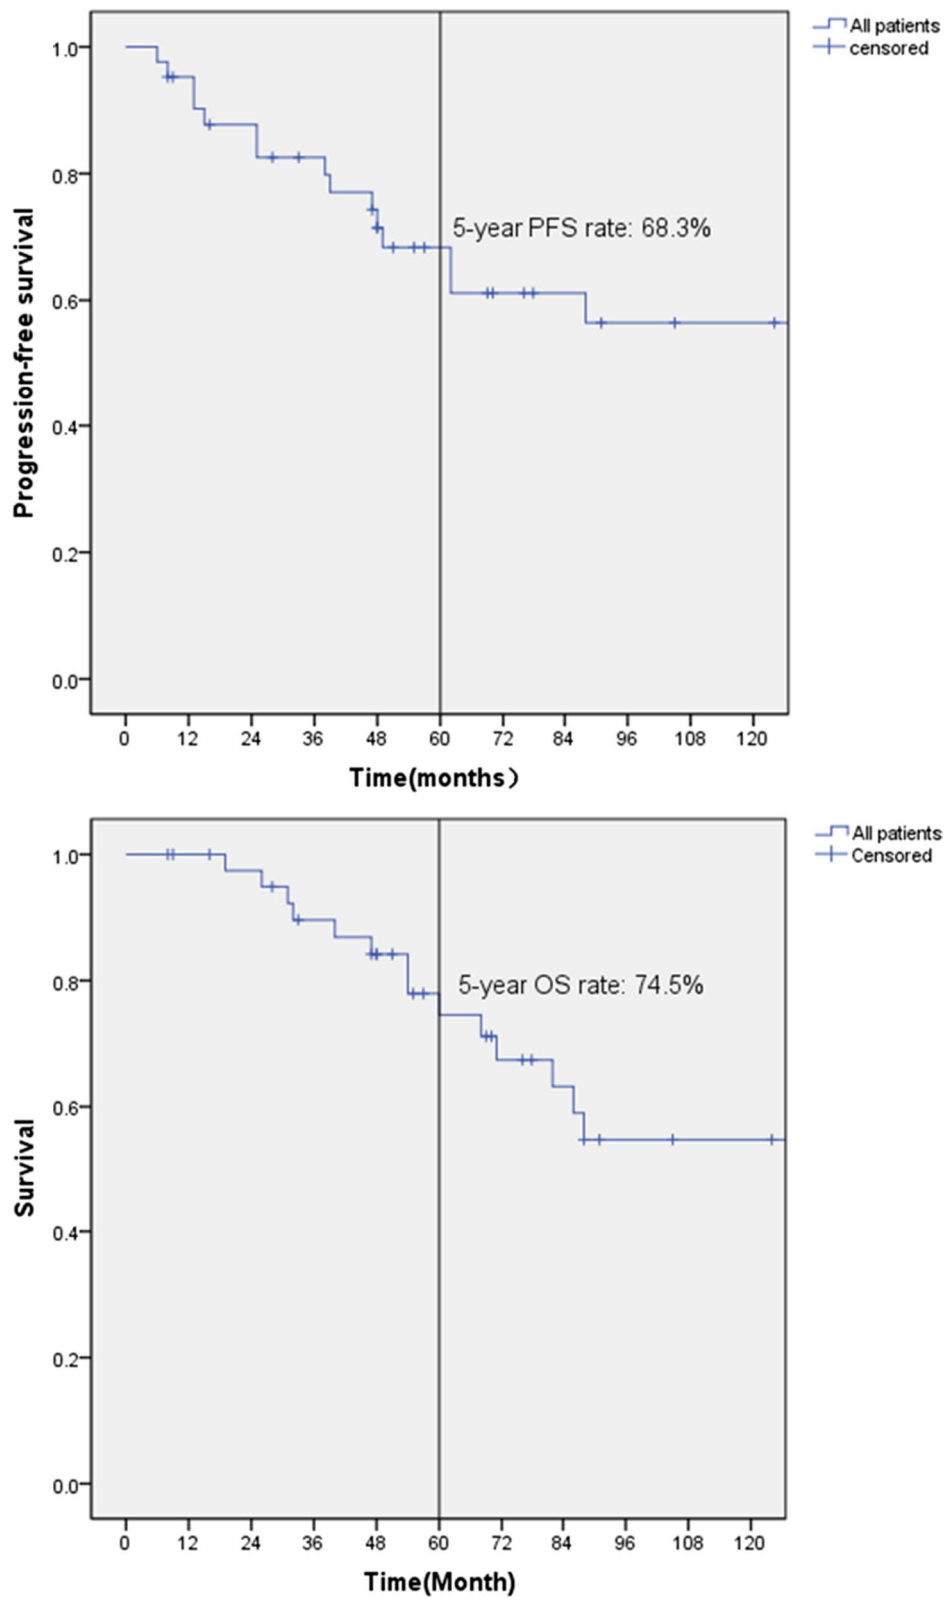 All patients
censored
1.0
0.8
0.6
0.4
0.2
0.0
Progression-free survival
5-year PFS rate: 68.3%
0 12 24 36 48 60 72 84 96 108 120
Time(months）
All patients
Censored
1.0
0.8
0.6
0.4
0.2
0.0
Survival
5-year OS rate: 74.5%
0 12 24 36 48 60 72 84 96 108 120
Time(Month)